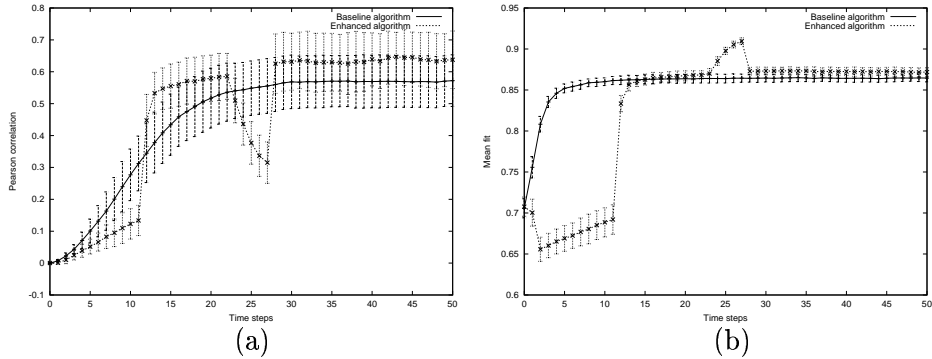 0.8
0.7
0.6
0.5
0.4
0.3
0.2
0.1
0
-0.1
Pearson correlation
0 5 10 15 20 25 30 35 40 45 50
Time steps
Baseline algorithm
Enhanced algorithm
(a)
0.95
0.9
0.85
0.8
0.75
0.7
0.65
0.6
Mean fit
0 5 10 15 20 25 30 35 40 45 50
Time steps
Baseline algorithm
Enhanced algorithm
(b)